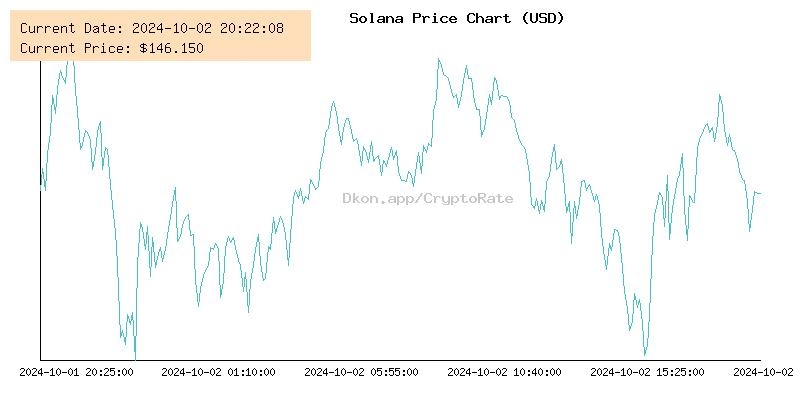 Solana Price Chart (USD)
Current Date: 2024-10-02 20:22:08
Current Price: $146.150
Dkon.app/CryptoRate
2024-10-01 20:25:00
2024-10-02 01:10:00
2024-10-02 05:55:00
2024-10-02 10:40:00
2024-10-02 15:25:00
2024-10-02